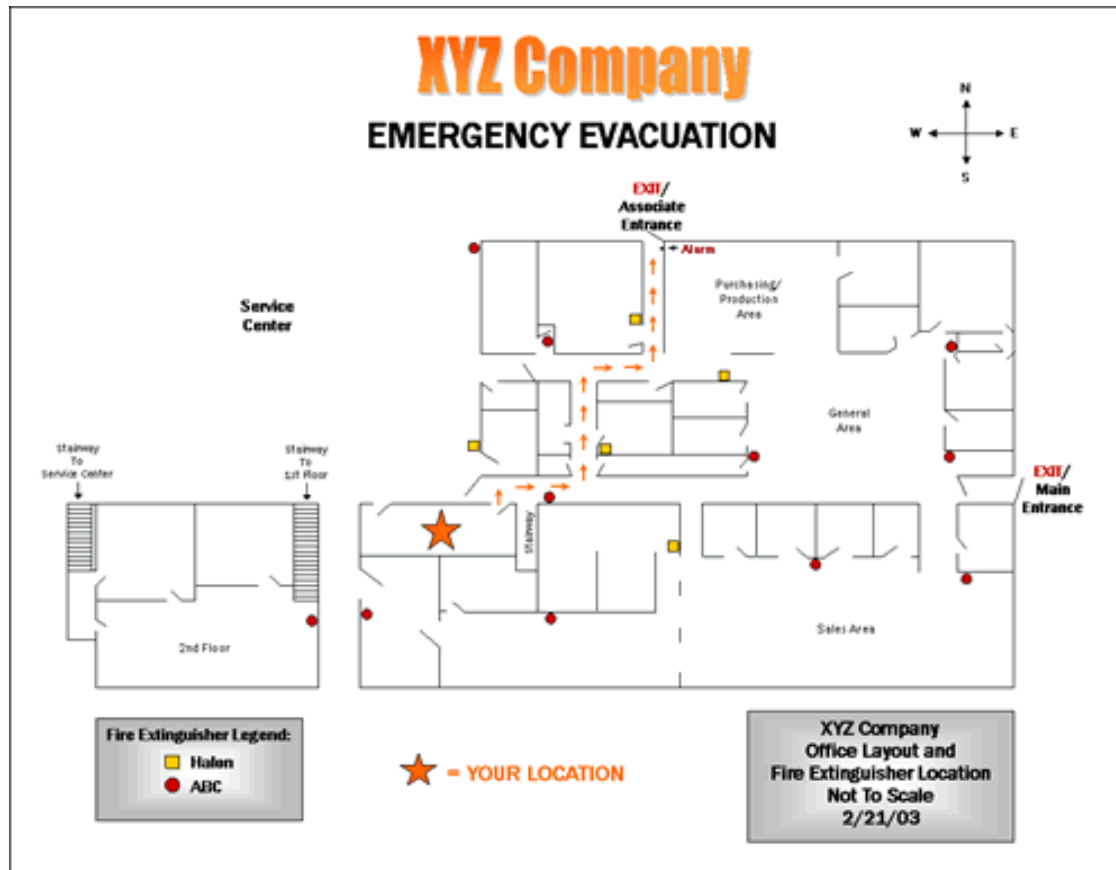 XYZ Company
EMERGENCY EVACUATION
N
W
E
S
EXIT/
Associate
Entrance
Alarm
Purchasing/
Production
Area
Service
Center
General
Area
Stairway
To
Service Center
Stairway
To
1st Floor
EXIT/
Main
Entrance
Stairway
2nd Floor
Sales Area
Fire Extinguisher Legend:
Halon
ABC
= YOUR LOCATION
XYZ Company
Office Layout and
Fire Extinguisher Location
Not To Scale
2/21/03